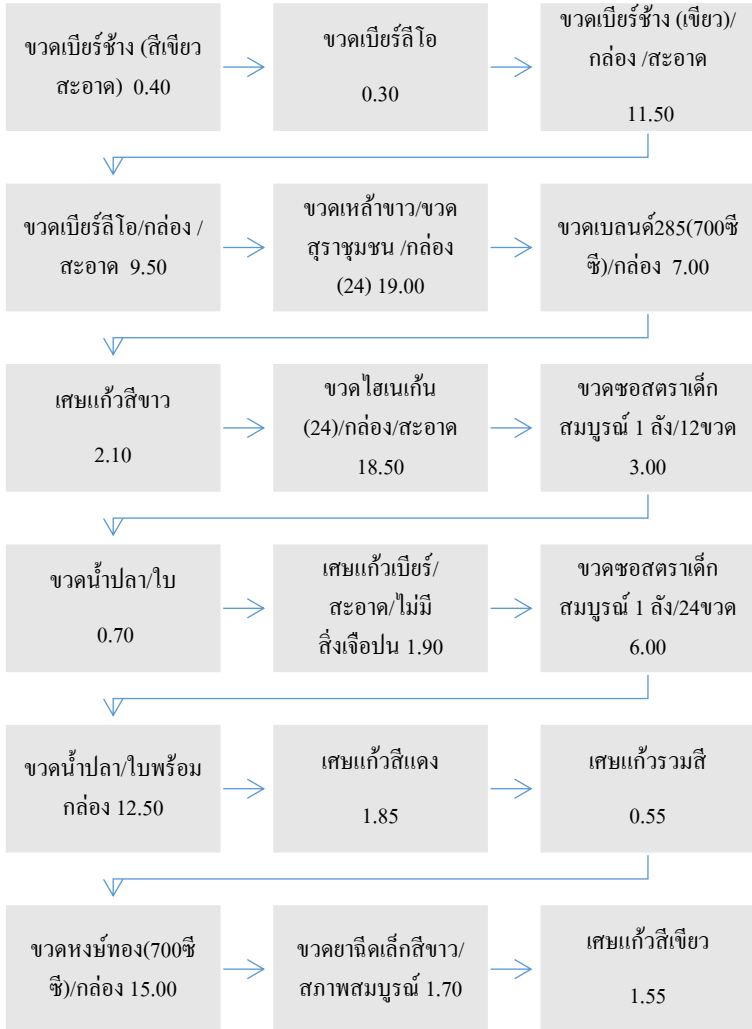 ขวดเบียร์ช้าง (สีเขียว
สะอาด) 0.40
ขวดเบียร์ลีโอ
0.30
ขวดเบียร์ช้าง (เขียว)/
กล่อง /สะอาด
11.50
ขวดเบียร์ลีโอ/กล่อง /
สะอาด 9.50
ขวดเหล้าขาว/ขวด
สุราชุมชน /กล่อง
(24) 19.00
ขวดเบลนด์285(700ซี
ซี)/กล่อง 7.00
เศษแก้วสีขาว
2.10
ขวดไฮเนเก้น
(24)/กล่อง/สะอาด
18.50
ขวดซอสตราเด็ก
สมบูรณ์ 1 ลัง/12ขวด
3.00
ขวดน้ำปลา/ใบ
0.70
เศษแก้วเบียร์/
สะอาด/ไม่มี
สิ่งเจือปน 1.90
ขวดซอสตราเด็ก
สมบูรณ์ 1 ลัง/24ขวด
6.00
ขวดน้ำปลา/ใบพร้อม
กล่อง 12.50
เศษแก้วสีแดง
1.85
เศษแก้วรวมสี
0.55
ขวดหงษ์ทอง(700ซี
ซี)/กล่อง 15.00
ขวดยาฉีดเล็กสีขาว/
สภาพสมบูรณ์ 1.70
เศษแก้วสีเขียว
1.55